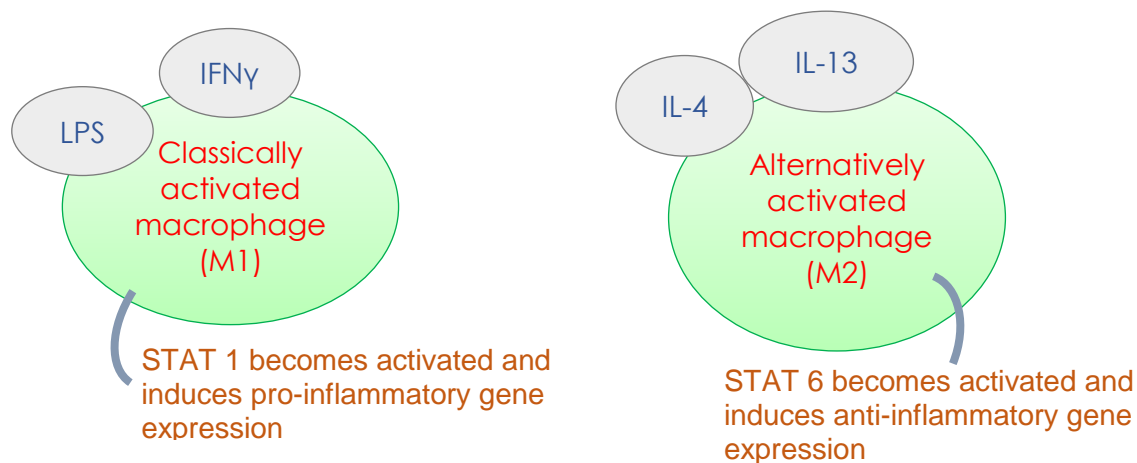 IFNγ
LPS
Classically
activated
macrophage
(M1)
STAT 1 becomes activated and
induces pro-inflammatory gene
expression
IL-13
IL-4
Alternatively
activated
macrophage
(M2)
STAT 6 becomes activated and
induces anti-inflammatory gene
expression